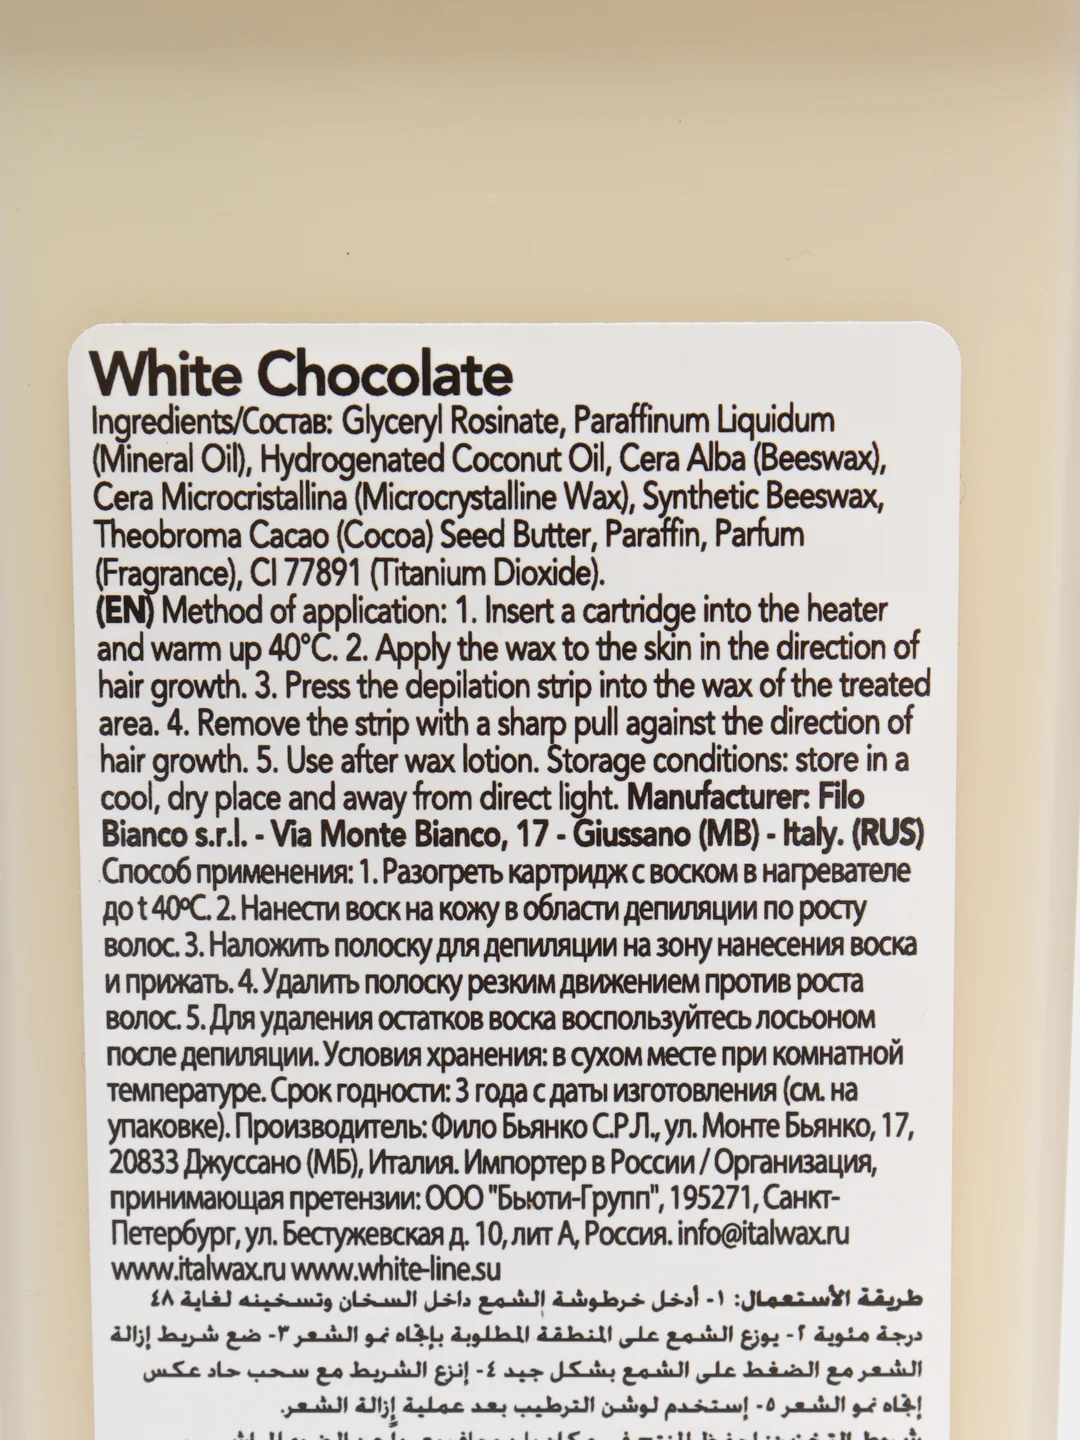 White Chocolate
Ingredients/Состав: Glyceryl Rosinate, Paraffinum Liquidum
(Mineral Oil), Hydrogenated Coconut Oil, Cera Alba (Beeswax),
Cera Microcristallina (Microcrystalline Wax), Synthetic Beeswax,
Theobroma Cacao (Cocoa) Seed Butter, Paraffin, Parfum
(Fragrance), CI 77891 (Titanium Dioxide).
(EN) Method of application: 1. Insert a cartridge into the heater
and warm up 40°C. 2. Apply the wax to the skin in the direction of
hair growth. 3. Press the depilation strip into the wax of the treated
area. 4. Remove the strip with a sharp pull against the direction of
hair growth. 5. Use after wax lotion. Storage conditions: store in a
cool, dry place and away from direct light. Manufacturer: Filo
Bianco s.r.l. - Via Monte Bianco, 17 - Giussano (MB) - Italy. (RUS)
Способ применения: 1. Разогреть картридж с воском в нагревателе
до t 40ºC. 2. Нанести воск на кожу в области депиляции по росту
волос. 3. Наложить полоску для депиляции на зону нанесения воска
и прижать. 4. Удалить полоску резким движением против роста
волос. 5. Для удаления остатков воска воспользуйтесь лосьоном
после депиляции. Условия хранения: в сухом месте при комнатной
температуре. Срок годности: 3 года с даты изготовления (см. на
упаковке). Производитель: Фило Бьянко С.Р.Л., ул. Монте Бьянко, 17,
20833 Джуссано (МБ), Италия. Импортер в России / Организация,
принимающая претензии: ООО "Бьюти-Групп", 195271, Санкт-
Петербург, ул. Бестужевская д. 10, лит А, Россия. info@italwax.ru
www.italwax.ru www.white-line.su
طريقة الأستعمال: ١- أدخل خرطوشة الشمع داخل السخان وتسخينه لغاية ٤٨
درجة مئوية ٢- يوزع الشمع على المنطقة المطلوبة بإتجاه نمو الشعر ٣- ضع شريط إزالة
الشعر مع الضغط على الشمع بشكل جيد ٤- إنزع الشريط مع سحب حاد عكس
إتجاه نمو الشعر ٥- إستخدم لوشن الترطيب بعد عملية إزالة الشعر.